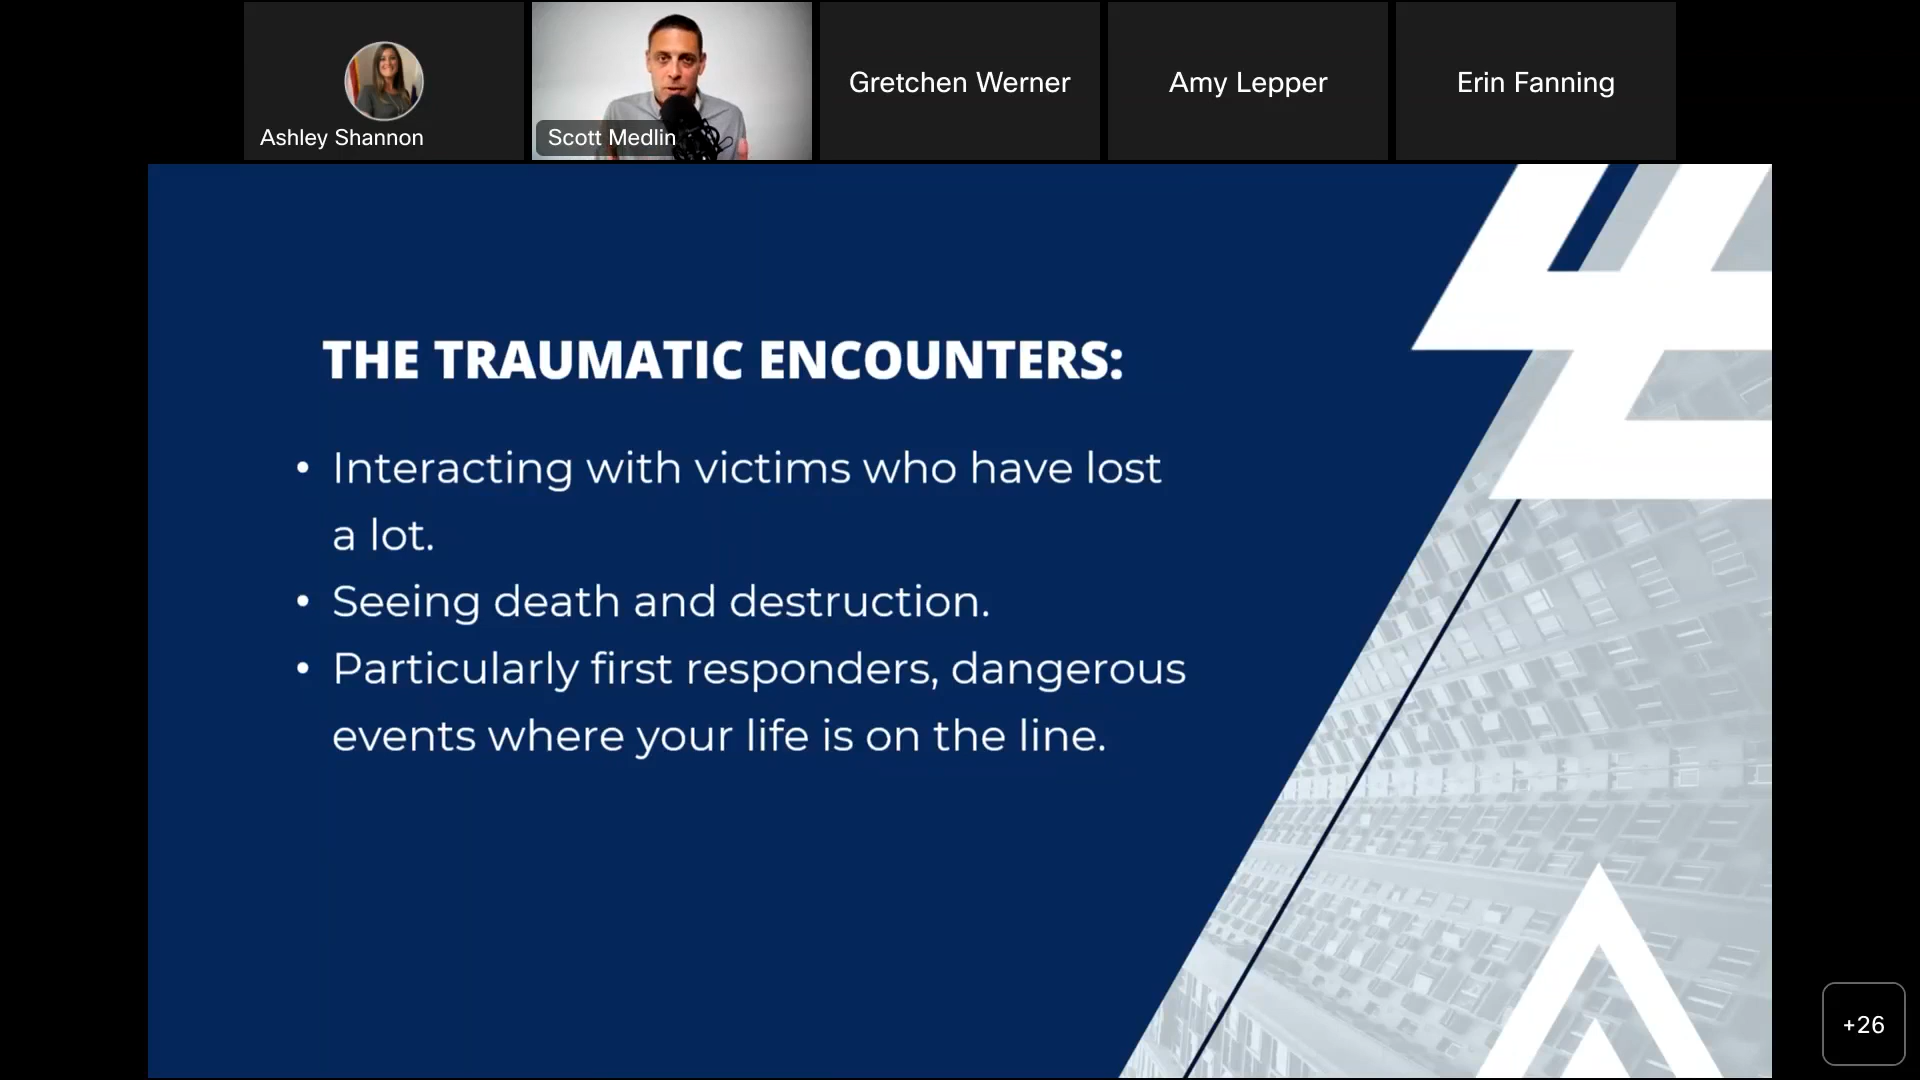 Ashley Shannon
Scott Medlin
Gretchen Werner
Amy Lepper
Erin Fanning
THE TRAUMATIC ENCOUNTERS:
• Interacting with victims who have lost
a lot.
• Seeing death and destruction.
• Particularly first responders, dangerous
events where your life is on the line.
+26